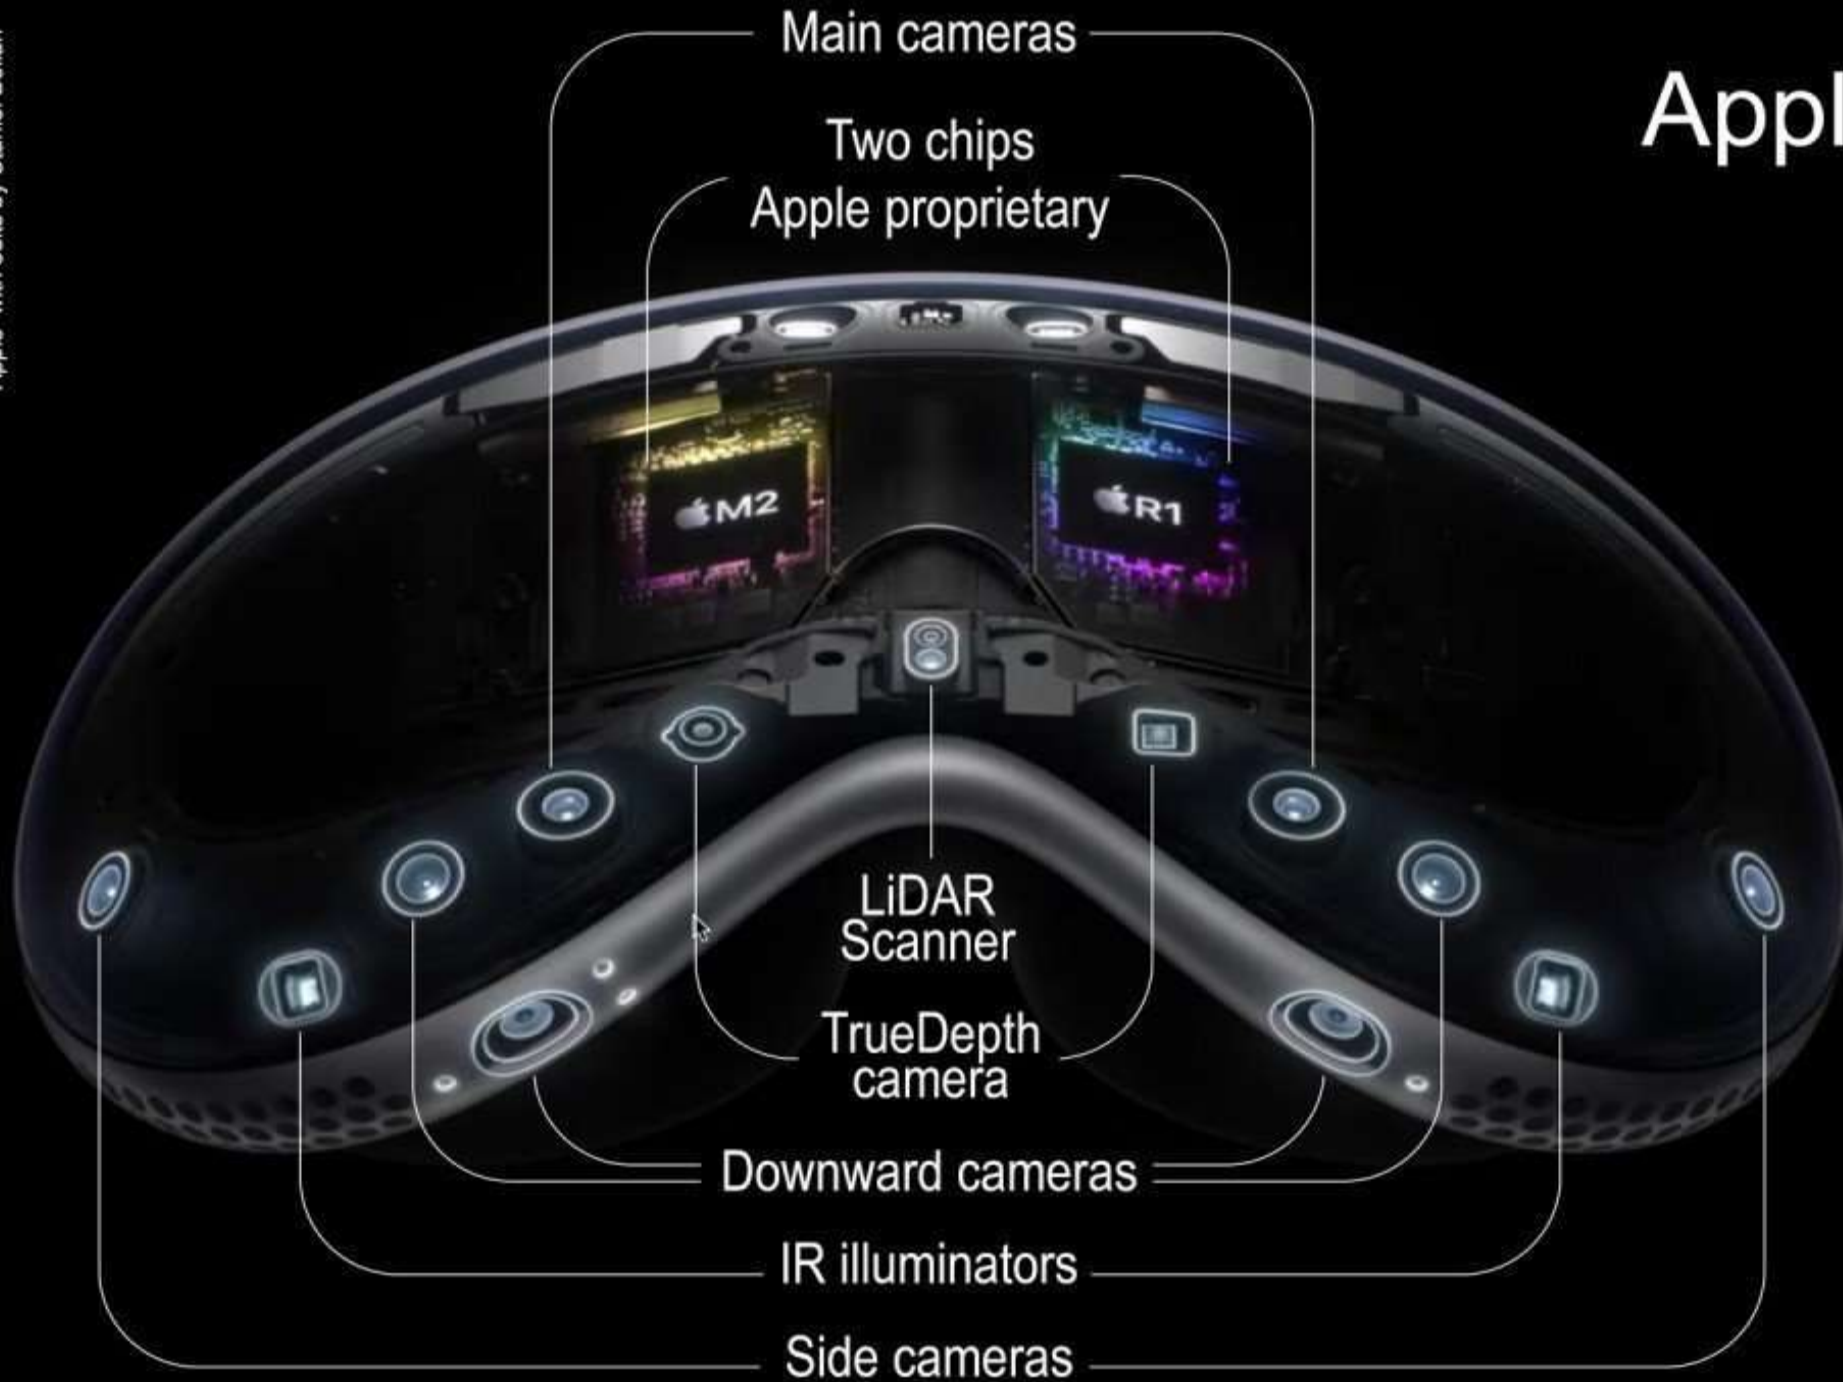 Main cameras
Appl
Two chips
Apple proprietary
M2
R1
LiDAR
Scanner
TrueDepth
camera
Downward cameras
IR illuminators
Side cameras